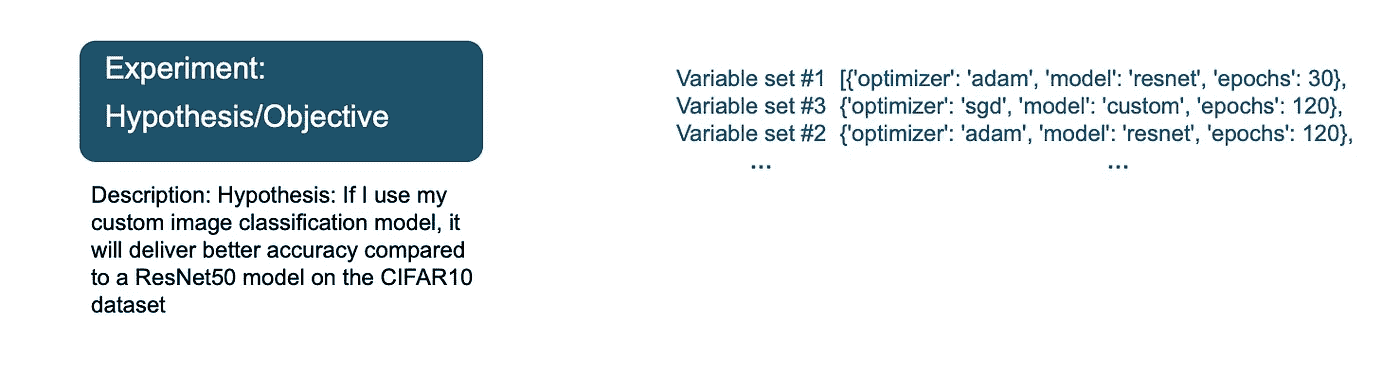 Experiment:
Hypothesis/Objective
Description: Hypothesis: If I use my
custom image classification model, it
will deliver better accuracy compared
to a ResNet50 model on the CIFAR10
dataset
Variable set #1 [{'optimizer': 'adam', 'model': 'resnet', 'epochs': 30},
Variable set #3 {'optimizer': 'sgd', 'model': 'custom', 'epochs': 120},
Variable set #2 {'optimizer': 'adam', 'model': 'resnet', 'epochs': 120},
... ...